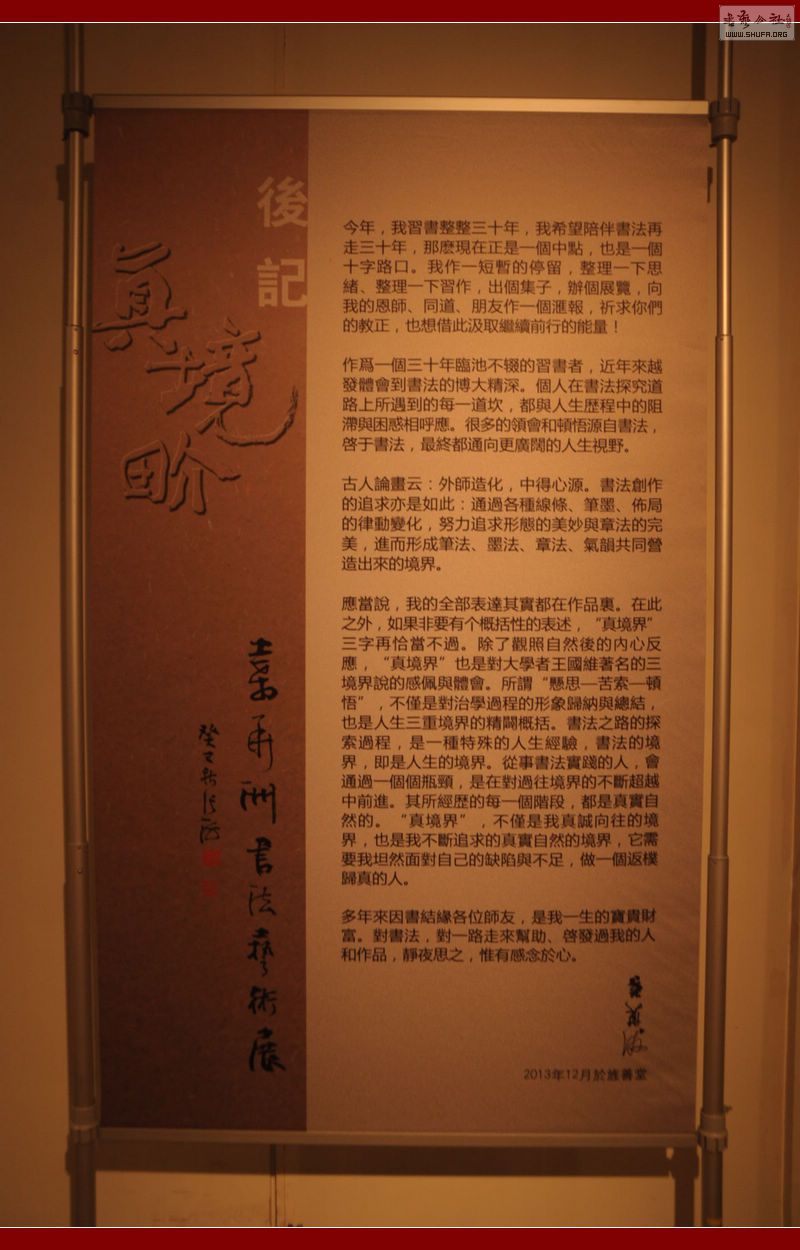 WWW.SHUFA.ORG
後記
真境界
書法藝術展
今年，我習書整整三十年，我希望陪伴書法再
走三十年，那麽現在正是一個中點，也是一個
十字路口。我作一短暫的停留，整理一下思
緒、整理一下習作，出個集子，辦個展覽，向
我的恩師、同道、朋友作一個滙報，祈求你們
的教正，也想借此汲取繼續前行的能量！
作爲一個三十年臨池不辍的習書者，近年來越
發體會到書法的博大精深。個人在書法探究道
路上所遇到的每一道坎，都與人生歷程中的阻
滯與困惑相呼應。很多的領會和頓悟源自書法，
啓于書法，最終都通向更廣闊的人生視野。
古人論畫云：外師造化，中得心源。書法創作
的追求亦是如此：通過各種線條、筆墨、佈局
的律動變化，努力追求形態的美妙與章法的完
美，進而形成筆法、墨法、章法、氣韻共同營
造出來的境界。
應當說，我的全部表達其實都在作品裏。在此
之外，如果非要有个概括性的表述，“真境界”
三字再恰當不過。除了觀照自然後的內心反
應，“真境界”也是對大學者王國維著名的三
境界說的感佩與體會。所謂“懸思—苦索—頓
悟”，不僅是對治學過程的形象歸納與總結，
也是人生三重境界的精闢概括。書法之路的探
索過程，是一種特殊的人生經驗，書法的境
界，即是人生的境界。從事書法實踐的人，會
通過一個個瓶頸，是在對過往境界的不斷超越
中前進。其所經歷的每一個階段，都是真實自
然的。“真境界”，不僅是我真誠向往的境
界，也是我不斷追求的真實自然的境界，它需
要我坦然面對自己的缺陷與不足，做一個返樸
歸真的人。
多年來因書結緣各位師友，是我一生的寶貴財
富。對書法，對一路走來幫助、啓發過我的人
和作品，靜夜思之，惟有感念於心。
2013年12月於旌善堂